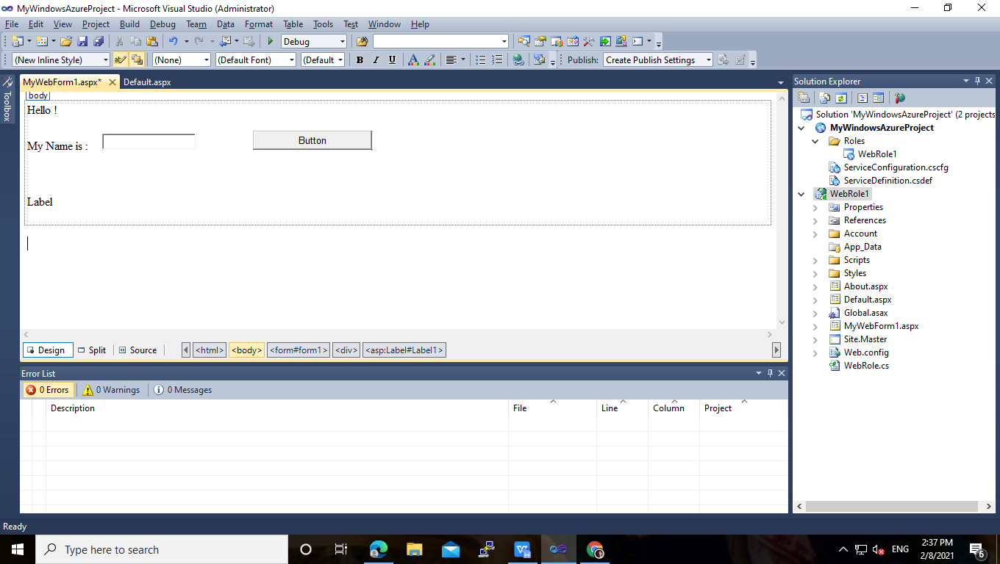 MyWindowsAzureProject - Microsoft Visual Studio (Administrator)
File Edit View Project Build Debug Team Data Format Table Tools Test Window Help
Debug
(New Inline Style) (None) (Default Font) (Default B I U A Publish: Create Publish Settings
Toolbox
MyWebForm1.aspx* Default.aspx
body
Hello !
My Name is : Button
Label
Design Split Source <html> <body> <form#form1> <div> <asp:Label#Label1>
Error List
0 Errors 0 Warnings 0 Messages
Description File Line Column Project
Solution Explorer
Solution 'MyWindowsAzureProject' (2 projects
MyWindowsAzureProject
Roles
WebRole1
ServiceConfiguration.cscfg
ServiceDefinition.csdef
WebRole1
Properties
References
Account
App_Data
Scripts
Styles
About.aspx
Default.aspx
Global.asax
MyWebForm1.aspx
Site.Master
Web.config
WebRole.cs
Ready
Type here to search
ENG
2:37 PM
2/8/2021
6